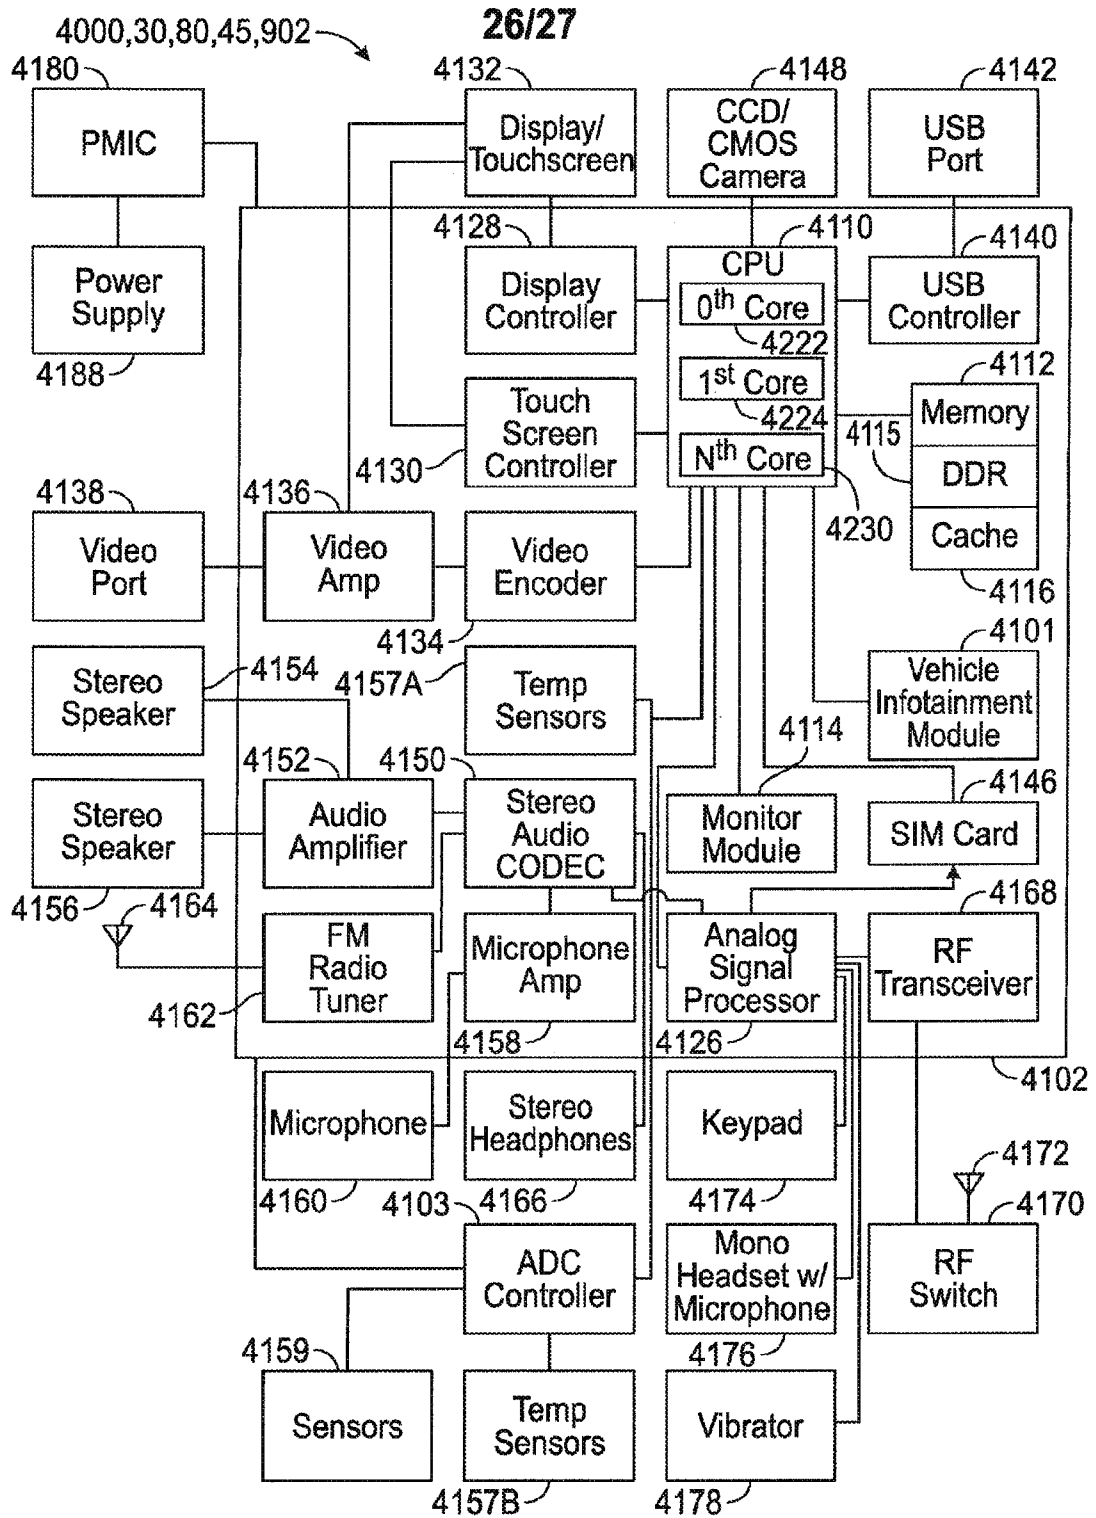 26/27
4000,30,80,45,902
4180
4132
4148
4142
PMIC
Display/
Touchscreen
CCD/
CMOS
Camera
USB
Port
4128
4110
4140
Power
Supply
4188
Display
Controller
CPU
0th Core
4222
1st Core
4224
Nth Core
4230
USB
Controller
4112
Memory
4115
DDR
Cache
4116
Touch
Screen
Controller
4130
4138
4136
Video
Port
Video
Amp
Video
Encoder
4134
4101
Vehicle
Infotainment
Module
4154
Stereo
Speaker
4157A
Temp
Sensors
4114
4152
4150
4146
Stereo
Speaker
4156
Audio
Amplifier
Stereo
Audio
CODEC
Monitor
Module
SIM Card
4164
4168
FM
Radio
Tuner
4162
Microphone
Amp
4158
Analog
Signal
Processor
4126
RF
Transceiver
4102
Microphone
4160
Stereo
Headphones
4166
Keypad
4174
4172
4103
4170
ADC
Controller
Mono
Headset w/
Microphone
4176
RF
Switch
4159
Sensors
Temp
Sensors
4157B
Vibrator
4178